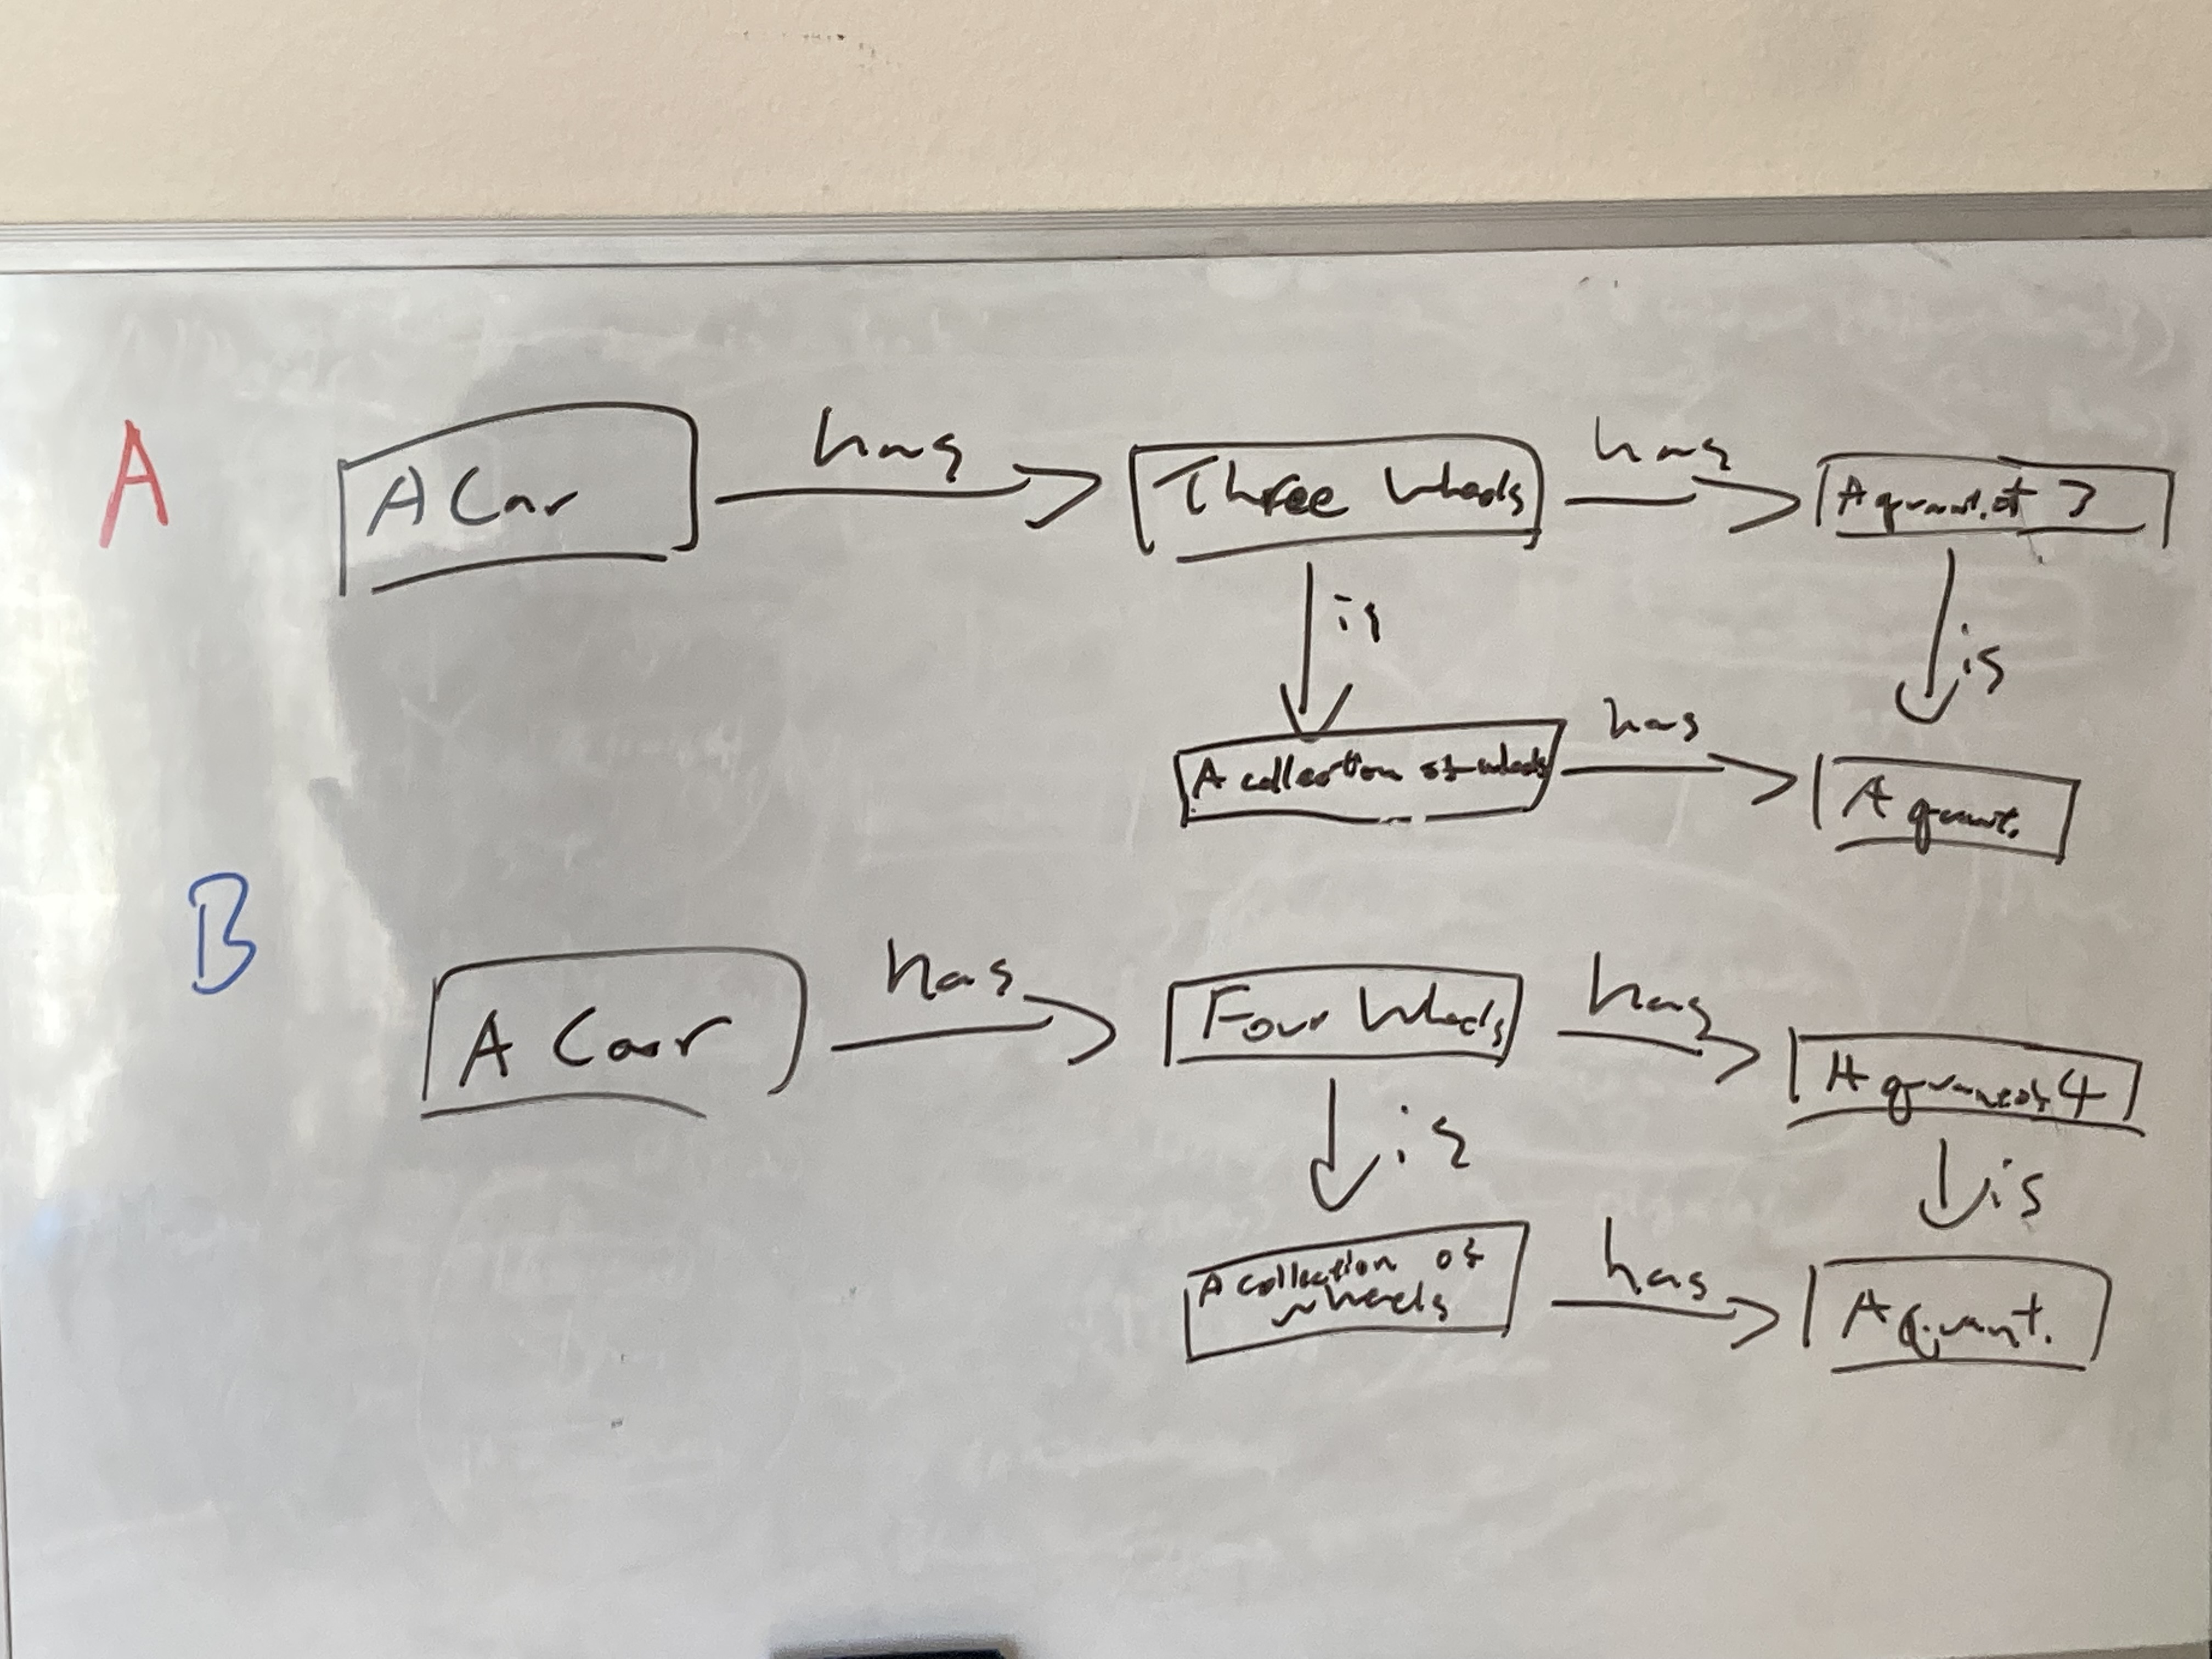 A
A Car
has
Three Wheels
has
A quant. of 3
is
is
A collection of wheels
has
A quant.
B
A Car
has
Four Wheels
has
A quant of 4
is
is
A collection of
wheels
has
A Quant.